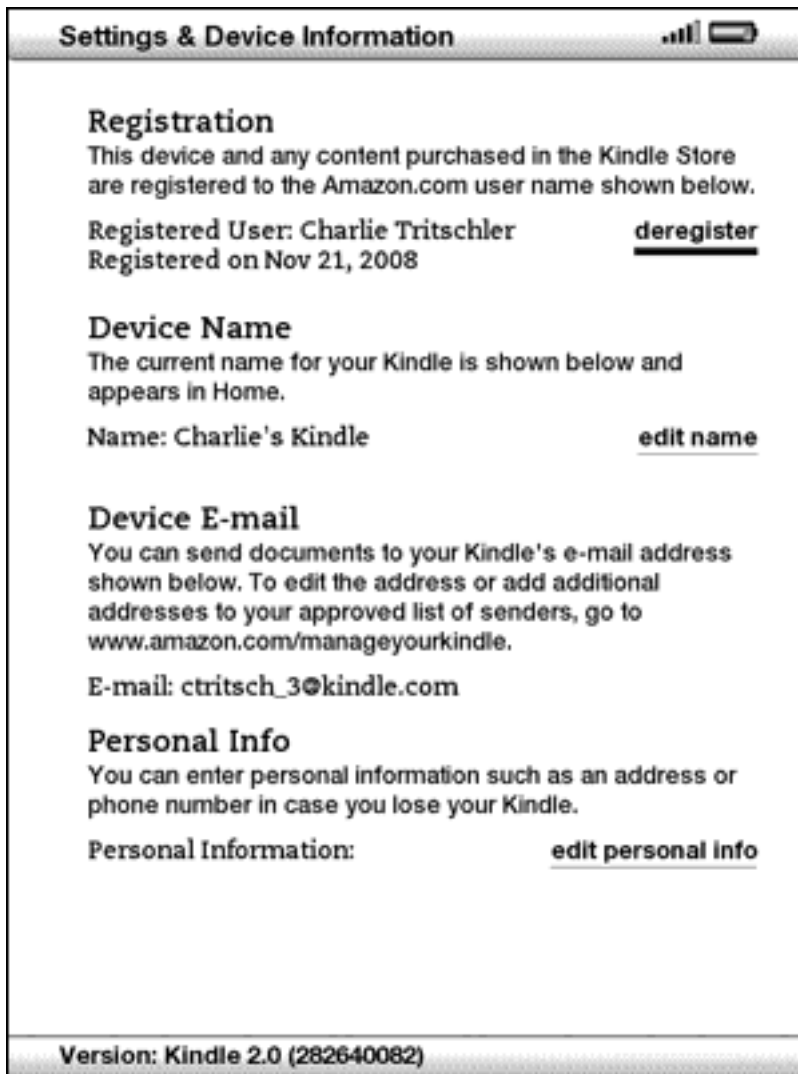 Settings & Device Information
Registration
This device and any content purchased in the Kindle Store
are registered to the Amazon.com user name shown below.
Registered User: Charlie Tritschler deregister
Registered on Nov 21, 2008
Device Name
The current name for your Kindle is shown below and
appears in Home.
Name: Charlie's Kindle edit name
Device E-mail
You can send documents to your Kindle's e-mail address
shown below. To edit the address or add additional
addresses to your approved list of senders, go to
www.amazon.com/manageyourkindle.
E-mail: ctritsch_3@kindle.com
Personal Info
You can enter personal information such as an address or
phone number in case you lose your Kindle.
Personal Information: edit personal info
Version: Kindle 2.0 (282640082)